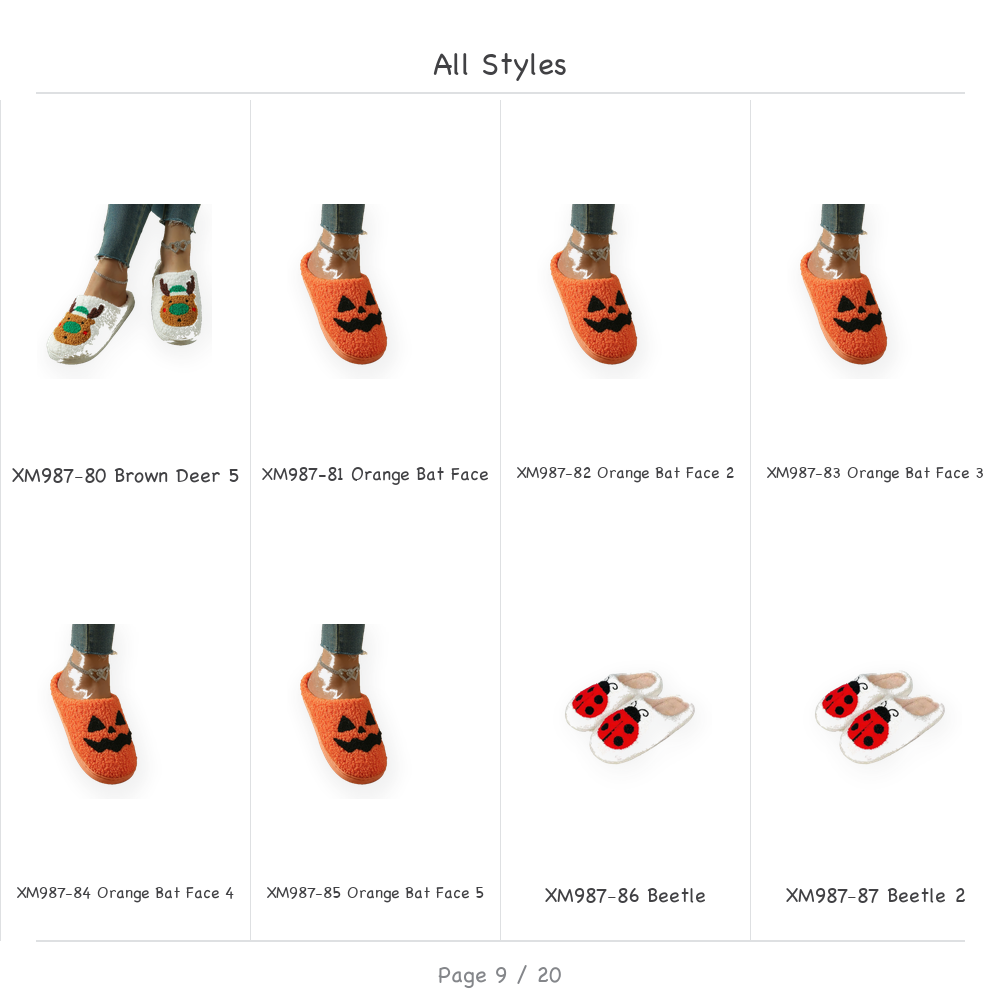 All Styles
XM987-80 Brown Deer 5
XM987-81 Orange Bat Face
XM987-82 Orange Bat Face 2
XM987-83 Orange Bat Face 3
XM987-84 Orange Bat Face 4
XM987-85 Orange Bat Face 5
XM987-86 Beetle
XM987-87 Beetle 2
Page 9 / 20